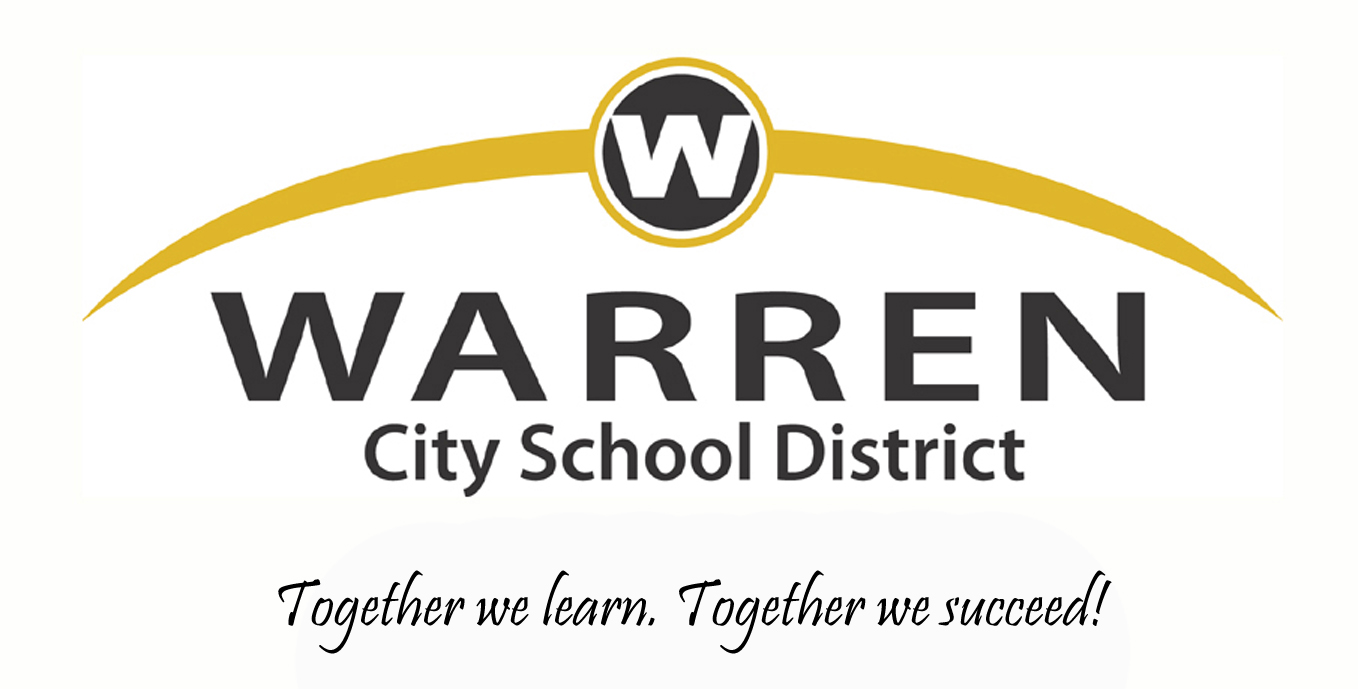 W
WARREN
City School District
Together we learn. Together we succeed!